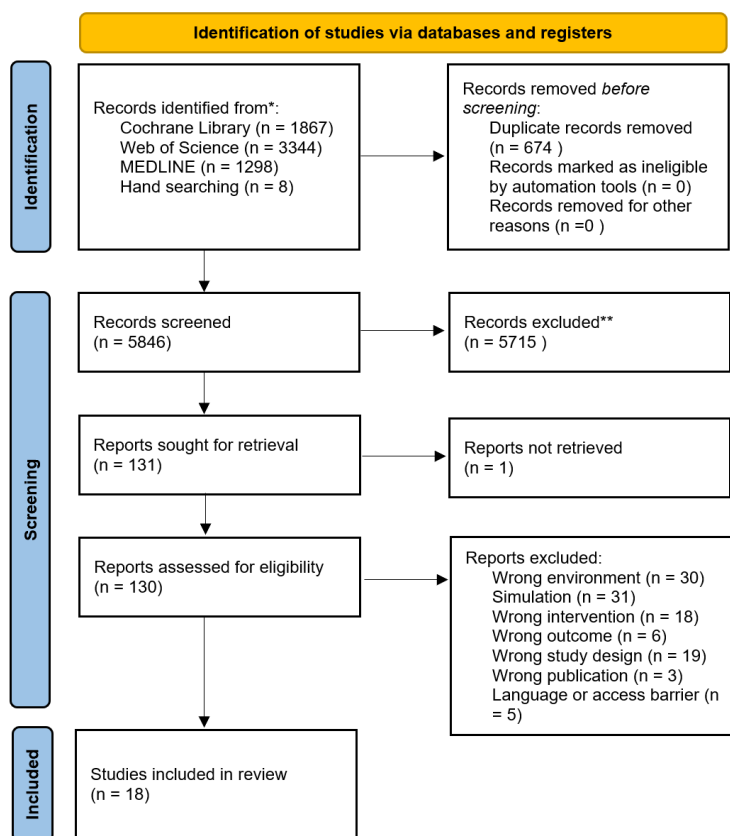 Identification of studies via databases and registers
Identification
Records identified from*:
Cochrane Library (n = 1867)
Web of Science (n = 3344)
MEDLINE (n = 1298)
Hand searching (n = 8)
Records removed before
screening:
Duplicate records removed
(n = 674 )
Records marked as ineligible
by automation tools (n = 0)
Records removed for other
reasons (n =0 )
Screening
Records screened
(n = 5846)
Records excluded**
(n = 5715 )
Reports sought for retrieval
(n = 131)
Reports not retrieved
(n = 1)
Reports assessed for eligibility
(n = 130)
Reports excluded:
Wrong environment (n = 30)
Simulation (n = 31)
Wrong intervention (n = 18)
Wrong outcome (n = 6)
Wrong study design (n = 19)
Wrong publication (n = 3)
Language or access barrier (n
= 5)
Included
Studies included in review
(n = 18)